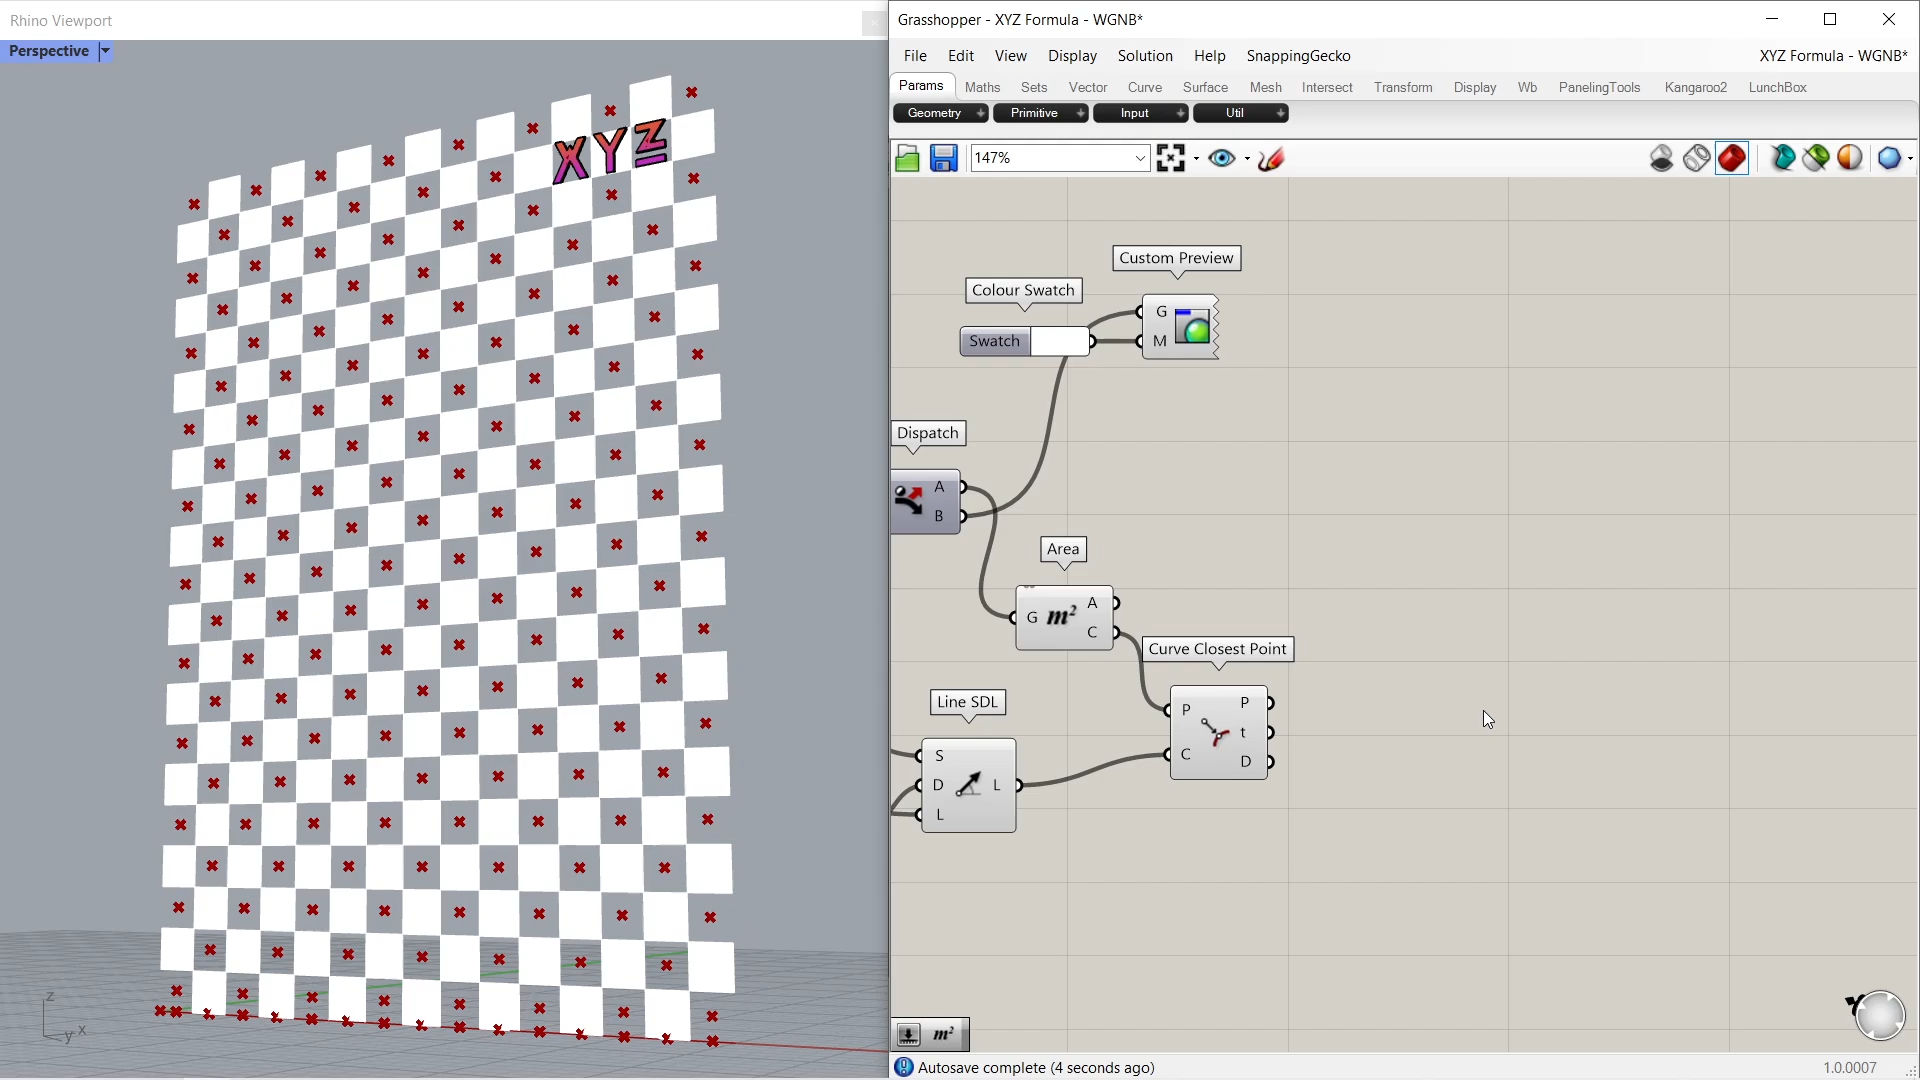 Rhino Viewport
Perspective
XYZ
z
y
x
Grasshopper - XYZ Formula - WGNB*
File Edit View Display Solution Help SnappingGecko
XYZ Formula - WGNB*
Params Maths Sets Vector Curve Surface Mesh Intersect Transform Display Wb PanelingTools Kangaroo2 LunchBox
Geometry + Primitive + Input + Util +
147%
Custom Preview
Colour Swatch
G
Swatch
M
Dispatch
A
B
Area
A
G m²
C
Curve Closest Point
Line SDL
P
P
t
C
D
S
D L
L
m²
Autosave complete (4 seconds ago)
1.0.0007